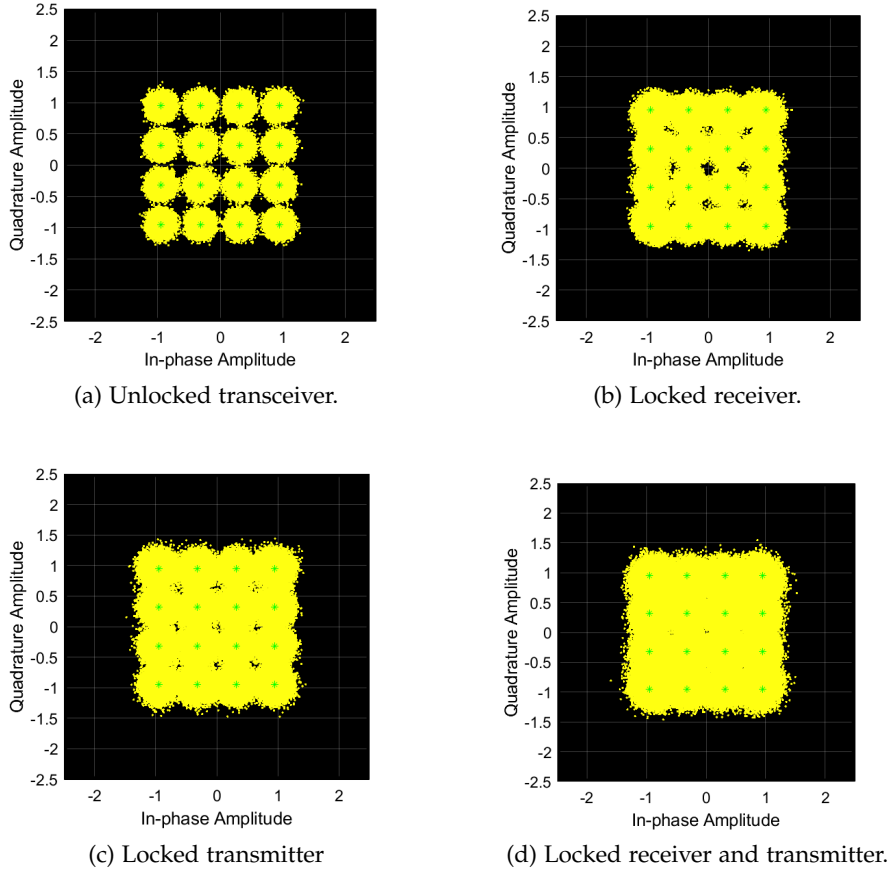 2.5
2
1.5
1
0.5
0
-0.5
-1
-1.5
-2
-2.5
Quadrature Amplitude
-2 -1 0 1 2
In-phase Amplitude
(a) Unlocked transceiver.
2.5
2
1.5
1
0.5
0
-0.5
-1
-1.5
-2
-2.5
Quadrature Amplitude
-2 -1 0 1 2
In-phase Amplitude
(b) Locked receiver.
2.5
2
1.5
1
0.5
0
-0.5
-1
-1.5
-2
-2.5
Quadrature Amplitude
-2 -1 0 1 2
In-phase Amplitude
(c) Locked transmitter
2.5
2
1.5
1
0.5
0
-0.5
-1
-1.5
-2
-2.5
Quadrature Amplitude
-2 -1 0 1 2
In-phase Amplitude
(d) Locked receiver and transmitter.